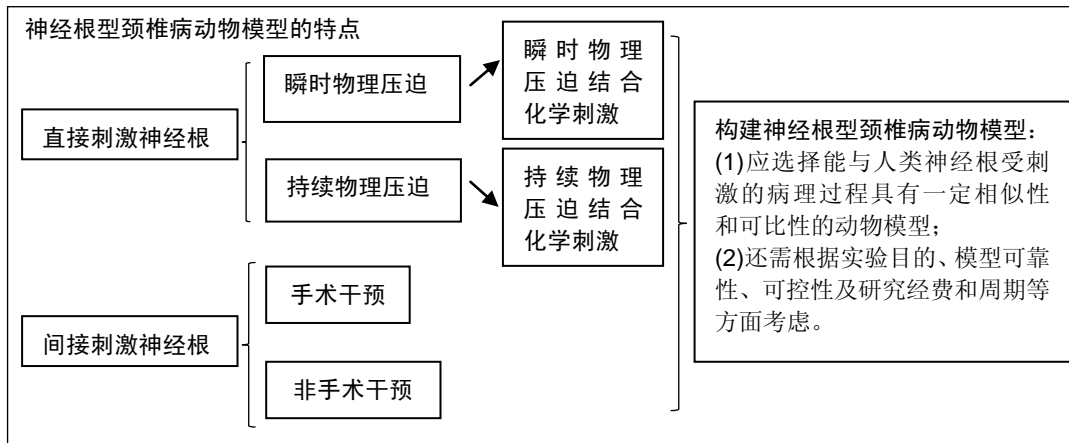 神经根型颈椎病动物模型的特点
直接刺激神经根
瞬时物理压迫
瞬时物理
压迫结合
化学刺激
持续物理压迫
持续物理
压迫结合
化学刺激
间接刺激神经根
手术干预
非手术干预
构建神经根型颈椎病动物模型：
(1)应选择能与人类神经根受刺
激的病理过程具有一定相似性
和可比性的动物模型；
(2)还需根据实验目的、模型可靠
性、可控性及研究经费和周期等
方面考虑。